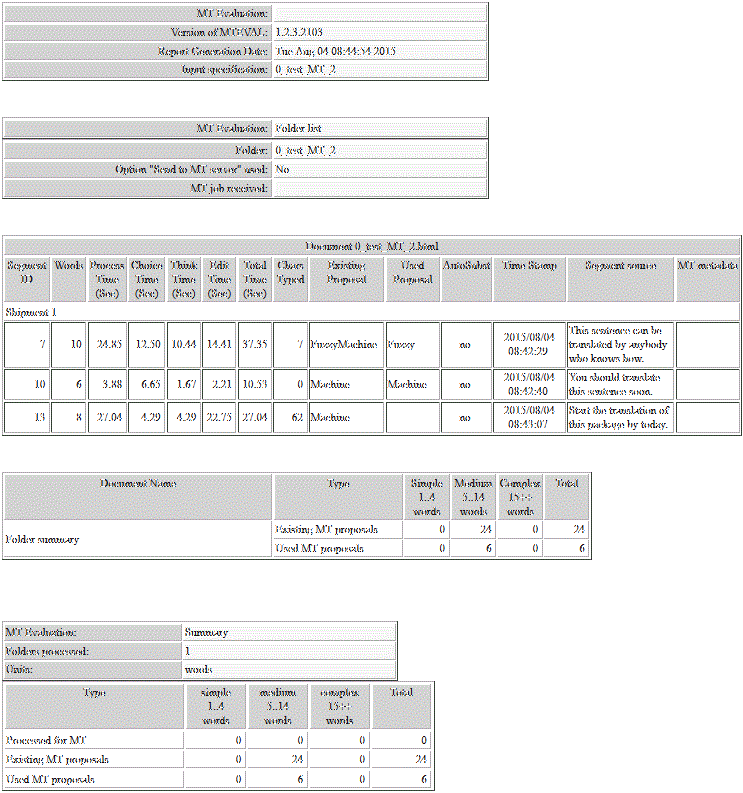 MT Evaluation:
Version of MTEVAL: 1.2.3.2103
Report Generation Date: Tue Aug 04 08:44:54 2015
Input specification: 0_test_MT_2
MT Evaluation: Folder list
Folder: 0_test_MT_2
Option "Send to MT server" used: No
MT job received:
Document 0_test_MT_2.html
Segment ID Words Process Time (Sec) Choice Time (Sec) Think Time (Sec) Edit Time (Sec) Total Time (Sec) Chars Typed Existing Proposal Used Proposal AutoSubst Time Stamp Segment source MT metadata
Shipment 1
7 10 24.85 12.50 10.44 14.41 37.35 7 FuzzyMachine Fuzzy no 2015/08/04 08:42:29 This sentence can be translated by anybody who knows how.
10 6 3.88 6.65 1.67 2.21 10.53 0 Machine Machine no 2015/08/04 08:42:40 You should translate this sentence soon.
13 8 27.04 4.29 4.29 22.75 27.04 62 Machine no 2015/08/04 08:43:07 Start the translation of this package by today.
Document Name Type Simple 1..4 words Medium 5..14 words Complex 15>> words Total
Folder summary
Existing MT proposals 0 24 0 24
Used MT proposals 0 6 0 6
MT Evaluation: Summary
Folders processed: 1
Units: words
Type simple 1..4 words medium 5..14 words complex 15>> words Total
Processed for MT 0 0 0 0
Existing MT proposals 0 24 0 24
Used MT proposals 0 6 0 6